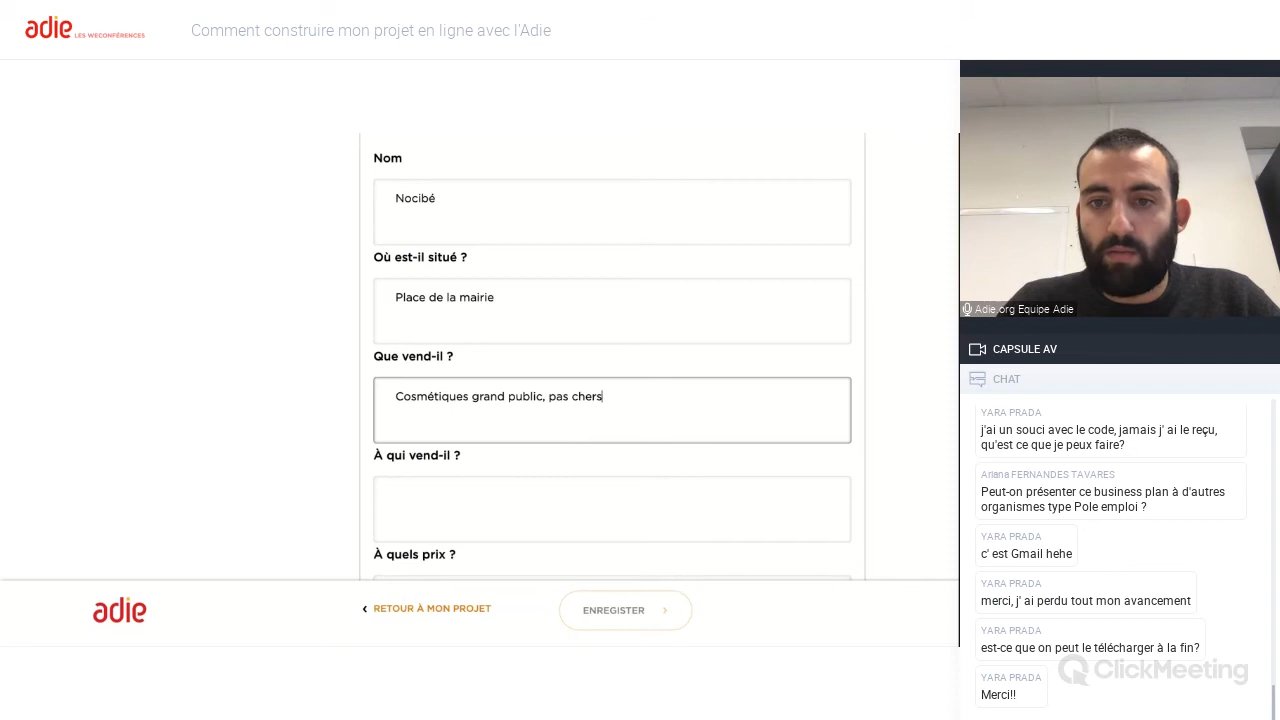 adie LES WECONFÉRENCES
Comment construire mon projet en ligne avec l'Adie
Nom
Nocibé
Où est-il situé ?
Place de la mairie
Que vend-il ?
Cosmétiques grand public, pas chers
À qui vend-il ?
À quels prix ?
adie
RETOUR À MON PROJET
ENREGISTER
Adie.org Equipe Adie
CAPSULE AV
CHAT
YARA PRADA
j'ai un souci avec le code, jamais j' ai le reçu,
qu'est ce que je peux faire?
Ariana FERNANDES TAVARES
Peut-on présenter ce business plan à d'autres
organismes type Pole emploi ?
YARA PRADA
c' est Gmail hehe
YARA PRADA
merci, j' ai perdu tout mon avancement
YARA PRADA
est-ce que on peut le télécharger à la fin?
YARA PRADA
Merci!!
ClickMeeting